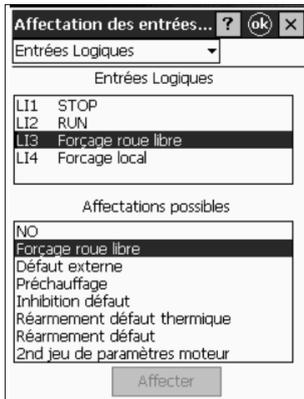 Affectation des entrées... ? ok ×
Entrées Logiques
Entrées Logiques
LI1 STOP
LI2 RUN
LI3 Forçage roue libre
LI4 Forcage local
Affectations possibles
NO
Forçage roue libre
Défaut externe
Préchauffage
Inhibition défaut
Réarmement défaut thermique
Réarmement défaut
2nd jeu de paramètres moteur
Affecter